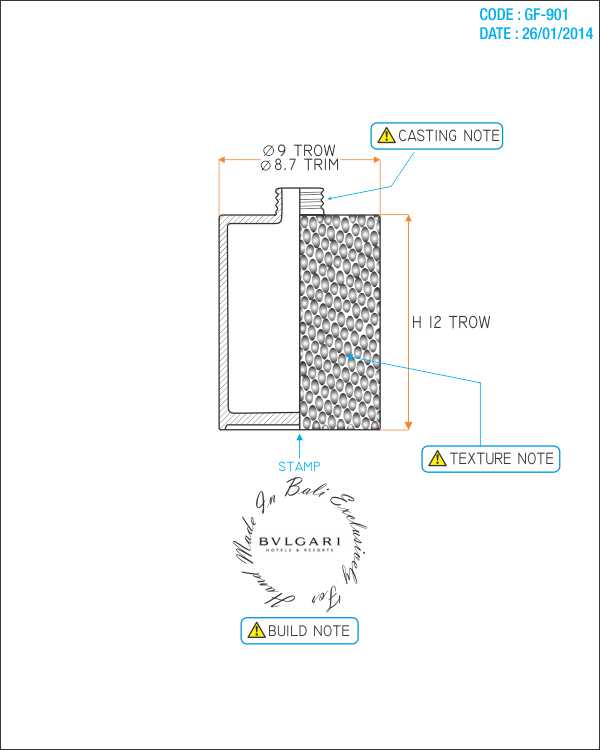 CODE : GF-901
DATE : 26/01/2014
CASTING NOTE
Ø9 TROW
Ø8.7 TRIM
H 12 TROW
TEXTURE NOTE
STAMP
Hand Made In Bali Exclusively For
BVLGARI
HOTELS & RESORTS
BUILD NOTE